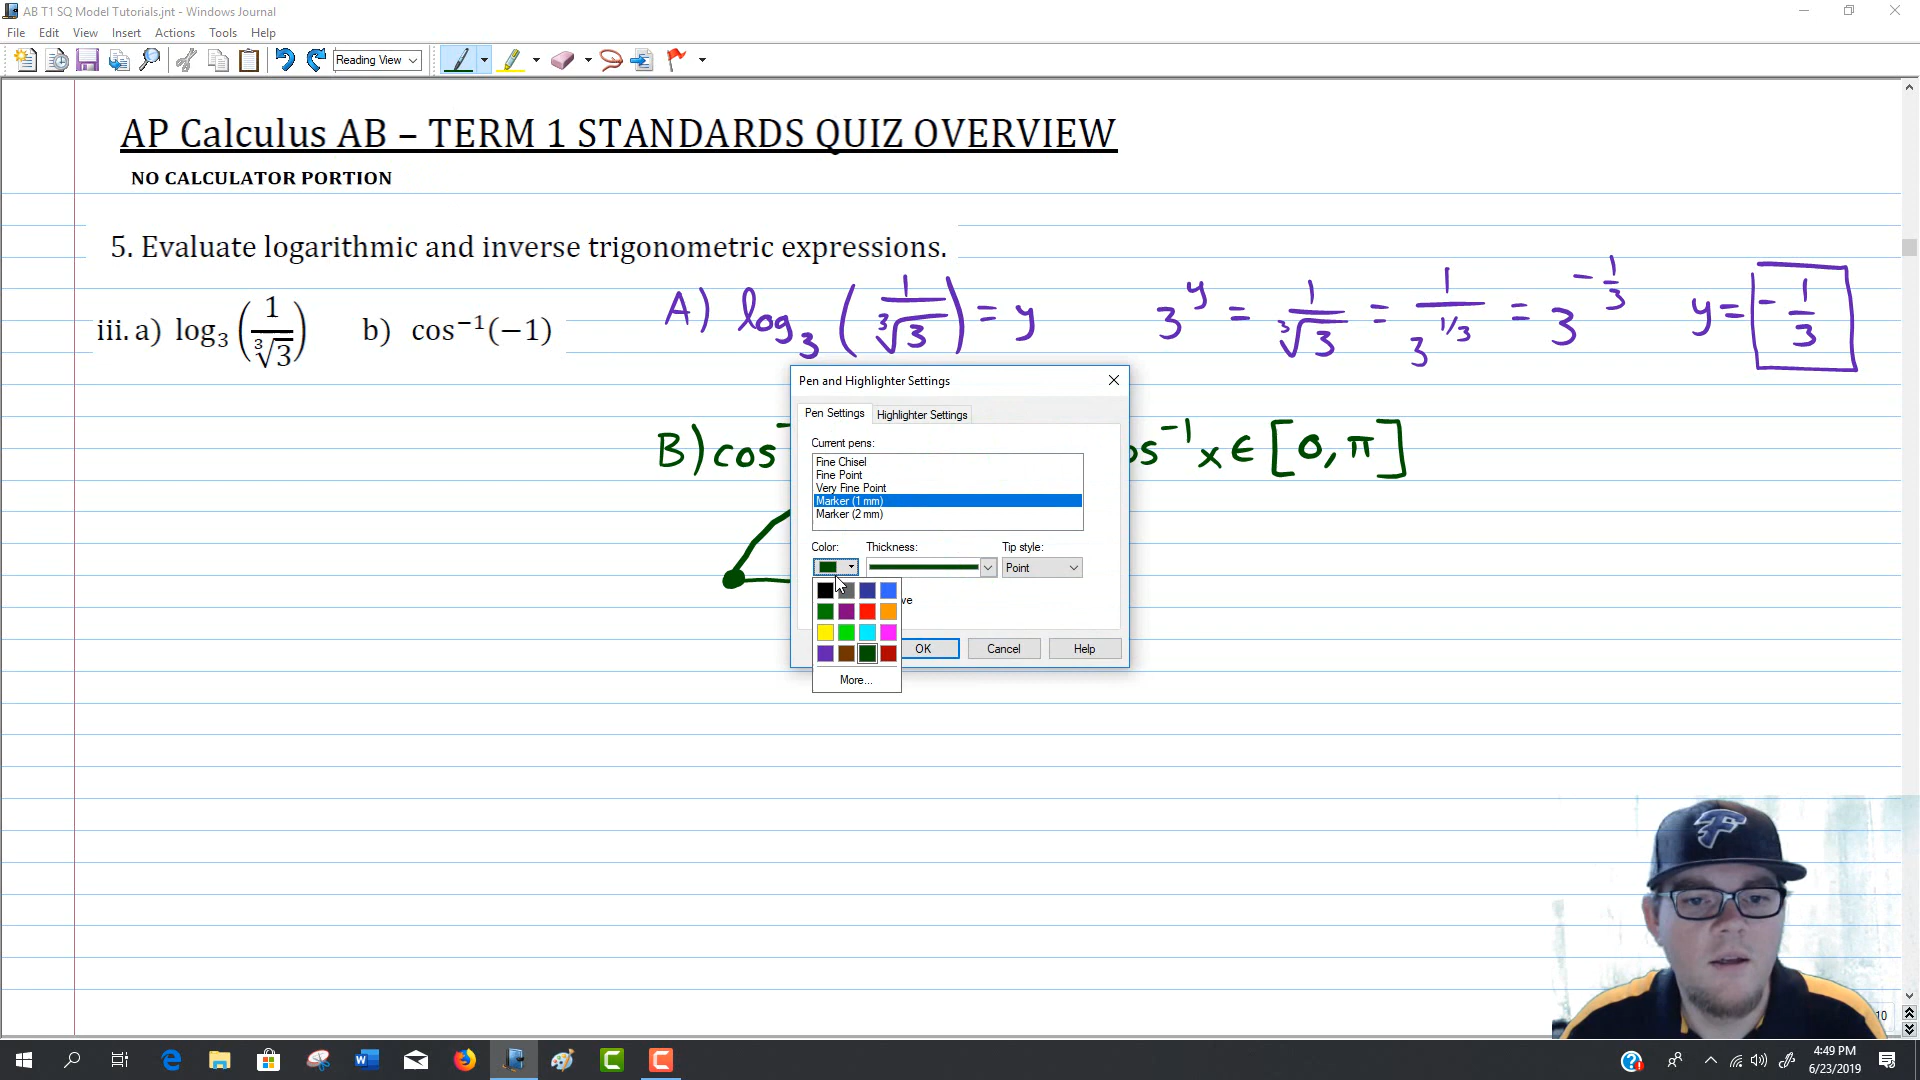 AB T1 SQ Model Tutorials.jnt - Windows Journal
File Edit View Insert Actions Tools Help
Reading View
AP Calculus AB – TERM 1 STANDARDS QUIZ OVERVIEW
NO CALCULATOR PORTION
5. Evaluate logarithmic and inverse trigonometric expressions.
iii. a) log₃(1/∛3) b) cos⁻¹(−1)
A) log₃(1/∛3) = y 3^y = 1/∛3 = 1/3^(1/3) = 3^(-1/3) y = -1/3
B) cos⁻ os⁻¹x ∈ [0, π]
Pen and Highlighter Settings
Pen Settings Highlighter Settings
Current pens:
Fine Chisel
Fine Point
Very Fine Point
Marker (1 mm)
Marker (2 mm)
Color: Thickness: Tip style:
Point
ve
OK Cancel Help
More...
10
4:49 PM
6/23/2019